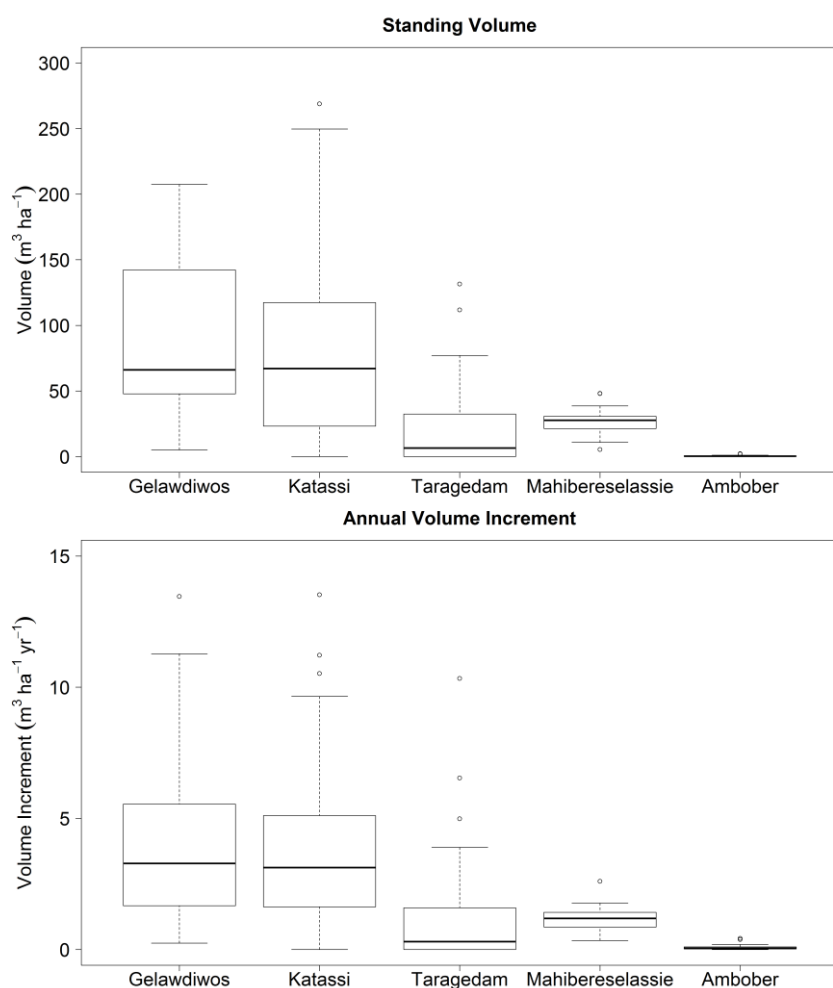 Standing Volume
Volume (m³ ha⁻¹)
300
250
200
150
100
50
0
Gelawdiwos Katassi Taragedam Mahibereselassie Ambober
Annual Volume Increment
Volume Increment (m³ ha⁻¹ yr⁻¹)
15
10
5
0
Gelawdiwos Katassi Taragedam Mahibereselassie Ambober